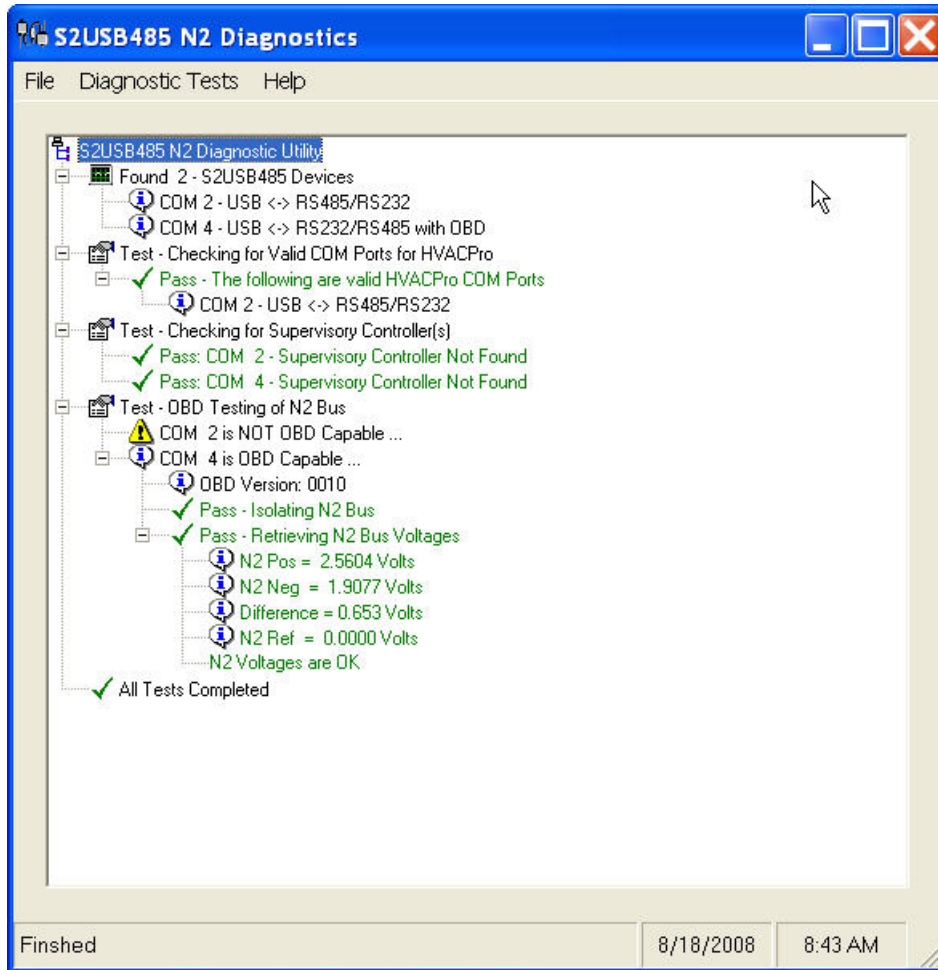 S2USB485 N2 Diagnostics
File Diagnostic Tests Help
S2USB485 N2 Diagnostic Utility
Found 2 - S2USB485 Devices
COM 2 - USB <-> RS485/RS232
COM 4 - USB <-> RS232/RS485 with OBD
Test - Checking for Valid COM Ports for HVACPro
Pass - The following are valid HVACPro COM Ports
COM 2 - USB <-> RS485/RS232
Test - Checking for Supervisory Controller(s)
Pass: COM 2 - Supervisory Controller Not Found
Pass: COM 4 - Supervisory Controller Not Found
Test - OBD Testing of N2 Bus
COM 2 is NOT OBD Capable ...
COM 4 is OBD Capable ...
OBD Version: 0010
Pass - Isolating N2 Bus
Pass - Retrieving N2 Bus Voltages
N2 Pos = 2.5604 Volts
N2 Neg = 1.9077 Volts
Difference = 0.653 Volts
N2 Ref = 0.0000 Volts
N2 Voltages are OK
All Tests Completed
Finshed 8/18/2008 8:43 AM